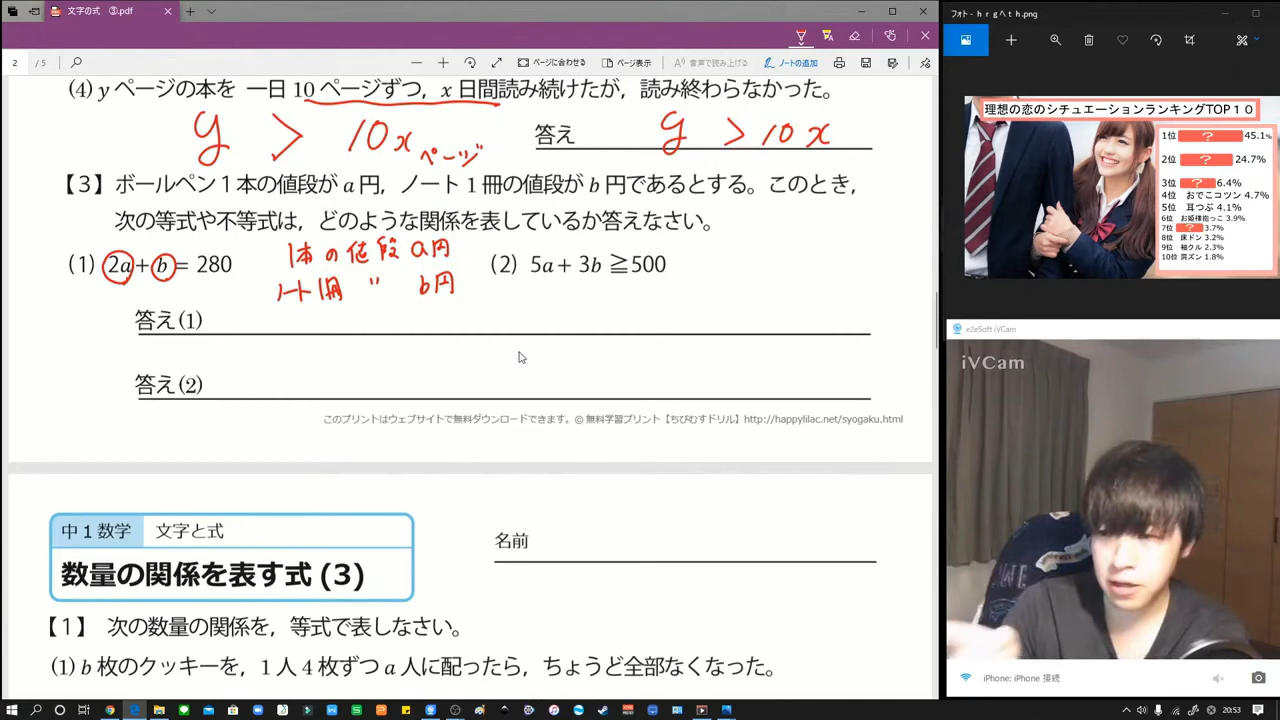 文字の式 ③.pdf
2 / 5
ページに合わせる
ページ表示
音声で読み上げる
ノートの追加
(4) y ページの本を 一日 10 ページずつ，x 日間読み続けたが，読み終わらなかった。
y > 10x ページ
答え y > 10x
【3】ボールペン1本の値段が a 円，ノート1冊の値段が b 円であるとする。このとき，
次の等式や不等式は，どのような関係を表しているか答えなさい。
1本の値段 a円
(1) 2a + b = 280
(2) 5a + 3b ≧ 500
ノート1冊 〃 b円
答え (1)
答え (2)
このプリントはウェブサイトで無料ダウンロードできます。© 無料学習プリント【ちびむすドリル】http://happylilac.net/syogaku.html
中1数学 文字と式
数量の関係を表す式 (3)
名前
【1】 次の数量の関係を，等式で表しなさい。
(1) b 枚のクッキーを，1人4枚ずつ a 人に配ったら，ちょうど全部なくなった。
フォト - ｈｒｇへｔｈ.png
理想の恋のシチュエーションランキングTOP１０
1位 ? 45.1%
2位 ? 24.7%
3位 ? 6.4%
4位 おでこコツン 4.7%
5位 耳つぶ 4.1%
6位 お姫様抱っこ 3.9%
7位 ? 3.7%
8位 床ドン 3.2%
9位 袖クル 2.3%
10位 肩ズン 1.8%
e2eSoft iVCam
iVCam
iPhone: iPhone 接続
20:53